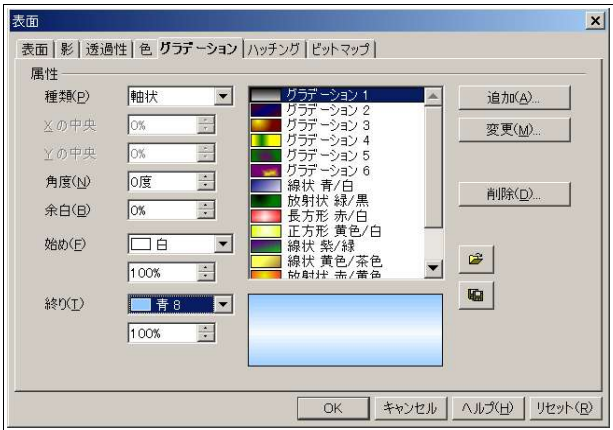 表面
表面 影 透過性 色 グラデーション ハッチング ビットマップ
属性
種類(P) 軸状
Xの中央 0%
Yの中央 0%
角度(N) 0度
余白(B) 0%
始め(F) 白
100%
終り(T) 青 8
100%
グラデーション 1
グラデーション 2
グラデーション 3
グラデーション 4
グラデーション 5
グラデーション 6
線状 青/白
放射状 緑/黒
長方形 赤/白
正方形 黄色/白
線状 紫/緑
線状 黄色/茶色
放射状 赤/黄色
追加(A)...
変更(M)...
削除(D)...
OK キャンセル ヘルプ(H) リセット(R)